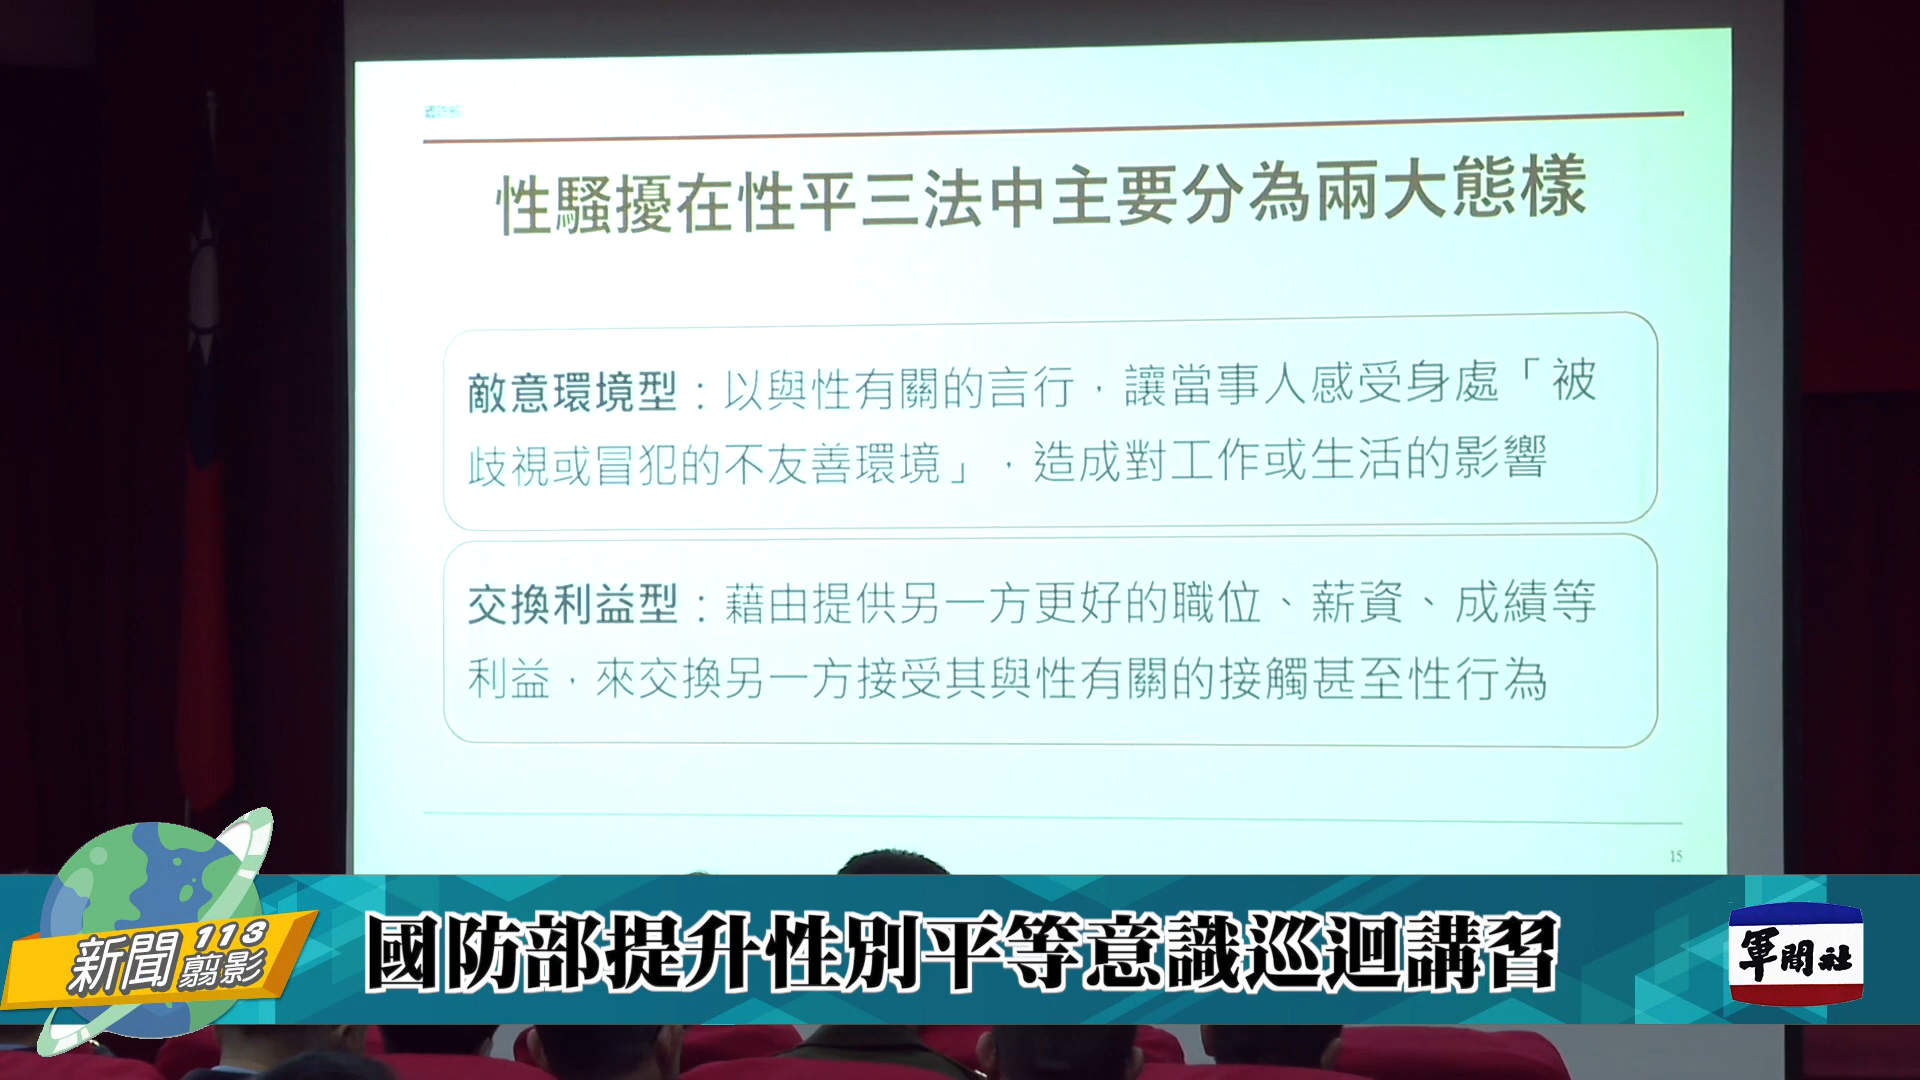 國防部
性騷擾在性平三法中主要分為兩大態樣
敵意環境型：以與性有關的言行，讓當事人感受身處「被
歧視或冒犯的不友善環境」，造成對工作或生活的影響
交換利益型：藉由提供另一方更好的職位、薪資、成績等
利益，來交換另一方接受其與性有關的接觸甚至性行為
15
新聞
113
翦影
國防部提升性別平等意識巡迴講習
軍聞社